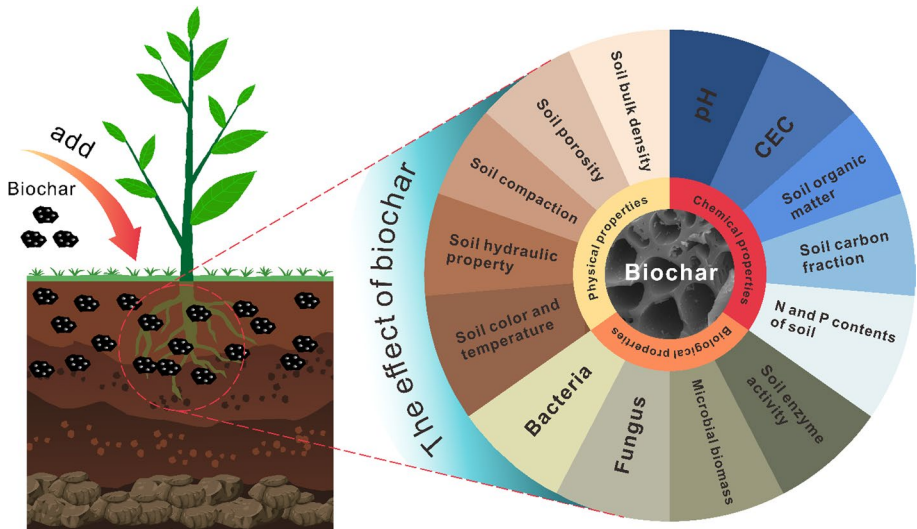 add
Biochar
The effect of biochar
Soil bulk
density
Soil porosity
Soil compaction
Soil hydraulic
property
Soil color and
temperature
Physical properties
pH
CEC
Soil organic
matter
Soil carbon
fraction
N and P contents
of soil
Chemical properties
Biochar
Biological properties
Bacteria
Fungus
Microbial biomass
Soil enzyme
activity